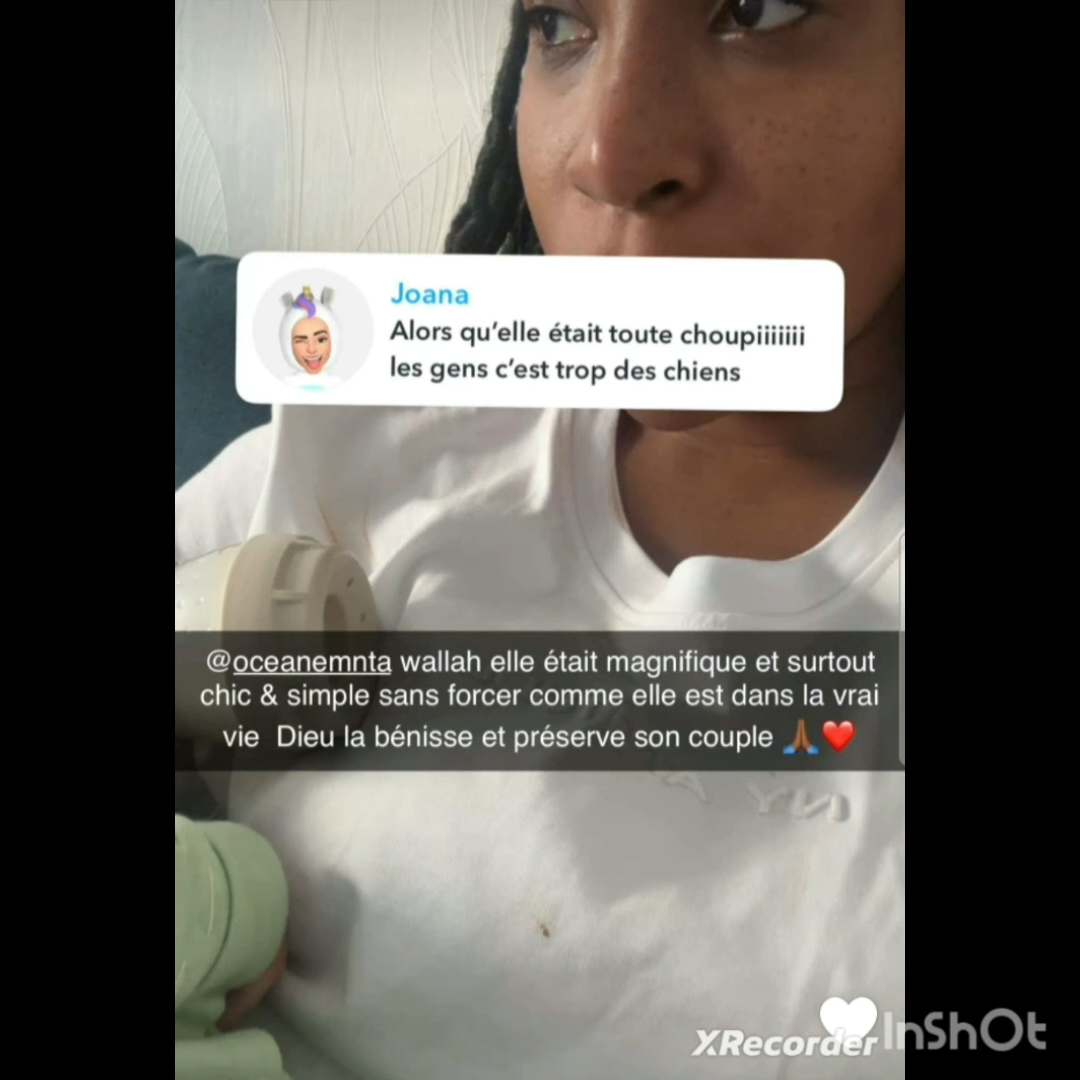 Joana
Alors qu'elle était toute choupiiiiiii
les gens c'est trop des chiens
@oceanemnta wallah elle était magnifique et surtout
chic & simple sans forcer comme elle est dans la vrai
vie Dieu la bénisse et préserve son couple 🙏🏾❤️
XRecorder
InShOt